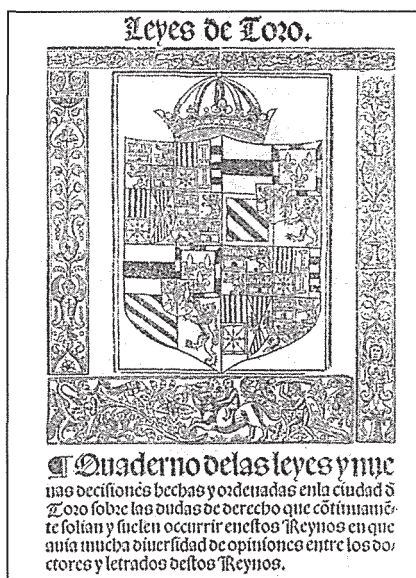 Leyes de Toro.
¶ Quaderno delas leyes y nue
uas decisiones hechas y ordenadas enla ciudad đ
Toro sobre las dudas de derecho que cõtinuamẽ-
te solian y suelen occurrir enestos Reynos en que
auia mucha diuersidad de opiniones entre los do-
ctores y letrados destos Reynos.